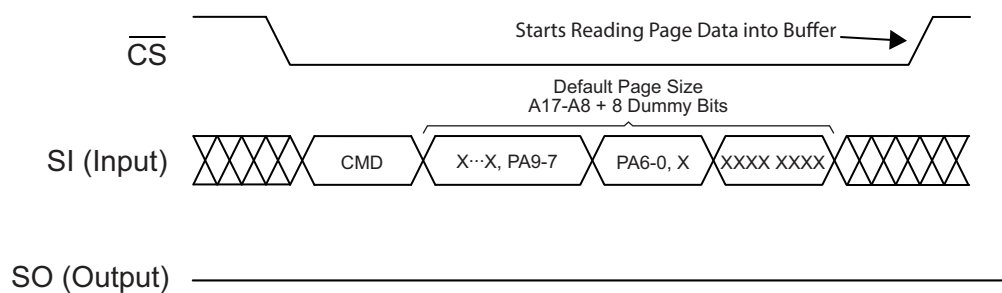 Starts Reading Page Data into Buffer
CS
Default Page Size
A17-A8 + 8 Dummy Bits
SI (Input) CMD X···X, PA9-7 PA6-0, X XXXX XXXX
SO (Output)